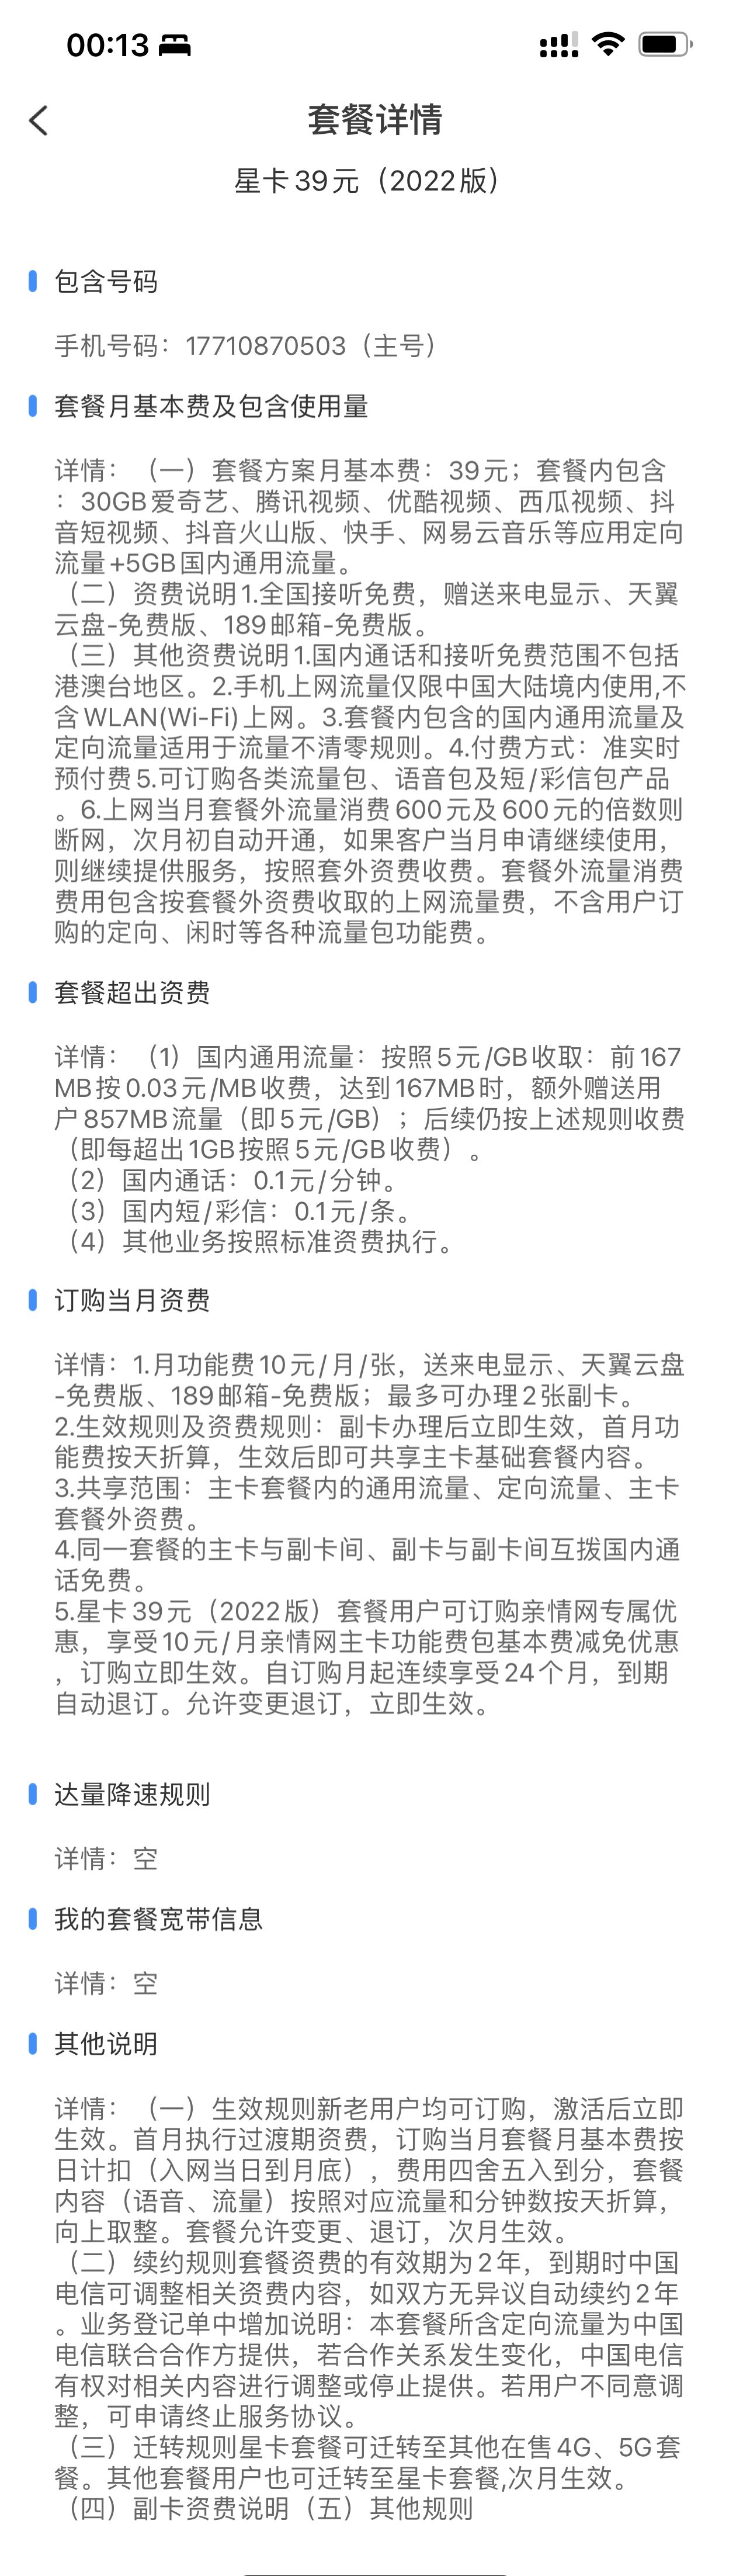 00:13
套餐详情
星卡39元（2022版）
包含号码
手机号码：17710870503（主号）
套餐月基本费及包含使用量
详情：（一）套餐方案月基本费：39元；套餐内包含
：30GB爱奇艺、腾讯视频、优酷视频、西瓜视频、抖
音短视频、抖音火山版、快手、网易云音乐等应用定向
流量+5GB国内通用流量。
（二）资费说明1.全国接听免费，赠送来电显示、天翼
云盘-免费版、189邮箱-免费版。
（三）其他资费说明1.国内通话和接听免费范围不包括
港澳台地区。2.手机上网流量仅限中国大陆境内使用,不
含WLAN(Wi-Fi)上网。3.套餐内包含的国内通用流量及
定向流量适用于流量不清零规则。4.付费方式：准实时
预付费5.可订购各类流量包、语音包及短/彩信包产品
。6.上网当月套餐外流量消费600元及600元的倍数则
断网，次月初自动开通，如果客户当月申请继续使用，
则继续提供服务，按照套外资费收费。套餐外流量消费
费用包含按套餐外资费收取的上网流量费，不含用户订
购的定向、闲时等各种流量包功能费。
套餐超出资费
详情：（1）国内通用流量：按照5元/GB收取：前167
MB按0.03元/MB收费，达到167MB时，额外赠送用
户857MB流量（即5元/GB）；后续仍按上述规则收费
（即每超出1GB按照5元/GB收费）。
（2）国内通话：0.1元/分钟。
（3）国内短/彩信：0.1元/条。
（4）其他业务按照标准资费执行。
订购当月资费
详情：1.月功能费10元/月/张，送来电显示、天翼云盘
-免费版、189邮箱-免费版；最多可办理2张副卡。
2.生效规则及资费规则：副卡办理后立即生效，首月功
能费按天折算，生效后即可共享主卡基础套餐内容。
3.共享范围：主卡套餐内的通用流量、定向流量、主卡
套餐外资费。
4.同一套餐的主卡与副卡间、副卡与副卡间互拨国内通
话免费。
5.星卡39元（2022版）套餐用户可订购亲情网专属优
惠，享受10元/月亲情网主卡功能费包基本费减免优惠
，订购立即生效。自订购月起连续享受24个月，到期
自动退订。允许变更退订，立即生效。
达量降速规则
详情：空
我的套餐宽带信息
详情：空
其他说明
详情：（一）生效规则新老用户均可订购，激活后立即
生效。首月执行过渡期资费，订购当月套餐月基本费按
日计扣（入网当日到月底），费用四舍五入到分，套餐
内容（语音、流量）按照对应流量和分钟数按天折算，
向上取整。套餐允许变更、退订，次月生效。
（二）续约规则套餐资费的有效期为2年，到期时中国
电信可调整相关资费内容，如双方无异议自动续约2年
。业务登记单中增加说明：本套餐所含定向流量为中国
电信联合合作方提供，若合作关系发生变化，中国电信
有权对相关内容进行调整或停止提供。若用户不同意调
整，可申请终止服务协议。
（三）迁转规则星卡套餐可迁转至其他在售4G、5G套
餐。其他套餐用户也可迁转至星卡套餐,次月生效。
（四）副卡资费说明（五）其他规则